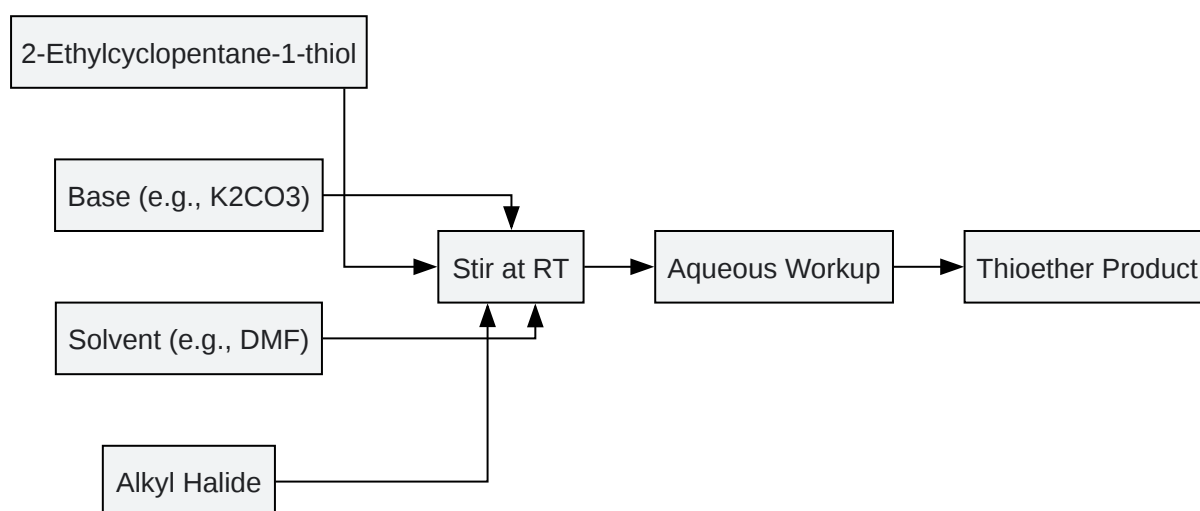 2-Ethylcyclopentane-1-thiol
Base (e.g., K2CO3)
Stir at RT
Aqueous Workup
Thioether Product
Solvent (e.g., DMF)
Alkyl Halide